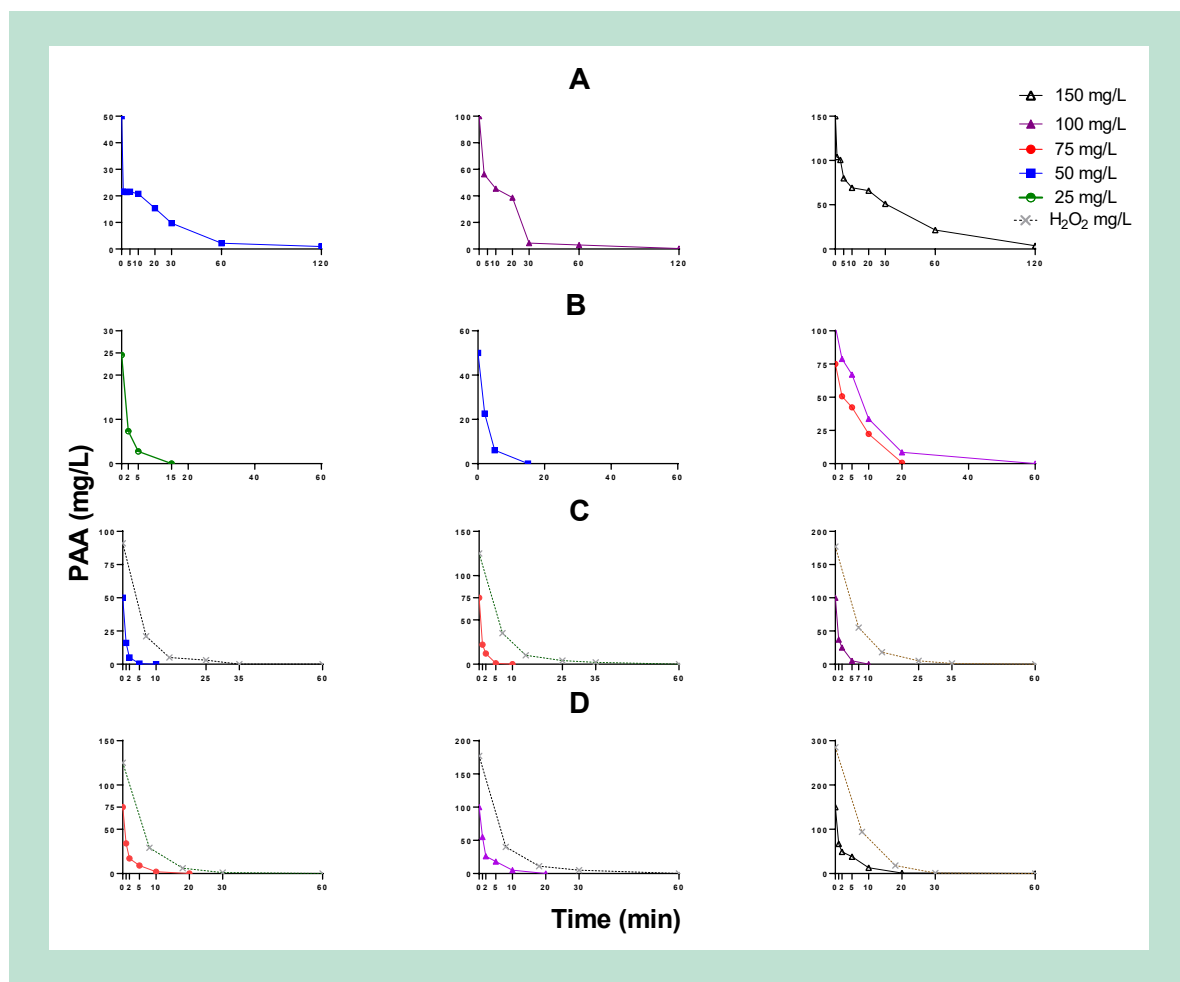 A
150 mg/L
100 mg/L
75 mg/L
50 mg/L
25 mg/L
H₂O₂ mg/L
50 40 30 20 10 0
0 5 10 20 30 60 120
100 80 60 40 20 0
0 5 10 20 30 60 120
150 100 50 0
0 5 10 20 30 60 120
B
30 25 20 10 0
0 2 5 15 20 40 60
60 40 20 0
0 20 40 60
100 75 50 25 0
0 2 5 10 20 40 60
PAA (mg/L)
C
100 75 50 25 0
0 2 5 10 25 35 60
150 100 75 50 0
0 2 5 10 25 35 60
200 150 100 50 0
0 2 5 7 10 25 35 60
D
150 100 75 50 0
0 2 5 10 20 30 60
200 150 100 50 0
0 2 5 10 20 30 60
300 200 100 0
0 2 5 10 20 30 60
Time (min)